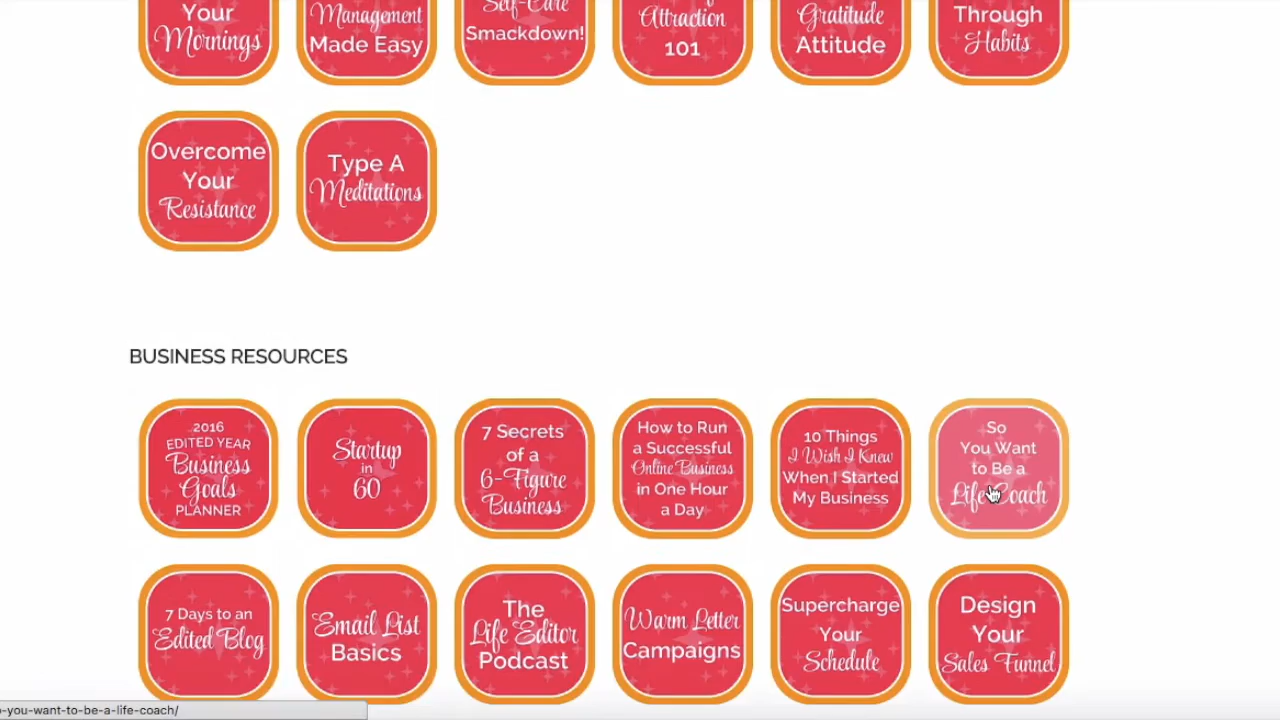 Your
Mornings
Management
Made Easy
Self-Care
Smackdown!
Attraction
101
Gratitude
Attitude
Through
Habits
Overcome
Your
Resistance
Type A
Meditations
BUSINESS RESOURCES
2016
EDITED YEAR
Business
Goals
PLANNER
Startup
in
60
7 Secrets
of a
6-Figure
Business
How to Run
a Successful
Online Business
in One Hour
a Day
10 Things
I Wish I Knew
When I Started
My Business
So
You Want
to Be a
Life Coach
7 Days to an
Edited Blog
Email List
Basics
The
Life Editor
Podcast
Warm Letter
Campaigns
Supercharge
Your
Schedule
Design
Your
Sales Funnel
-you-want-to-be-a-life-coach/